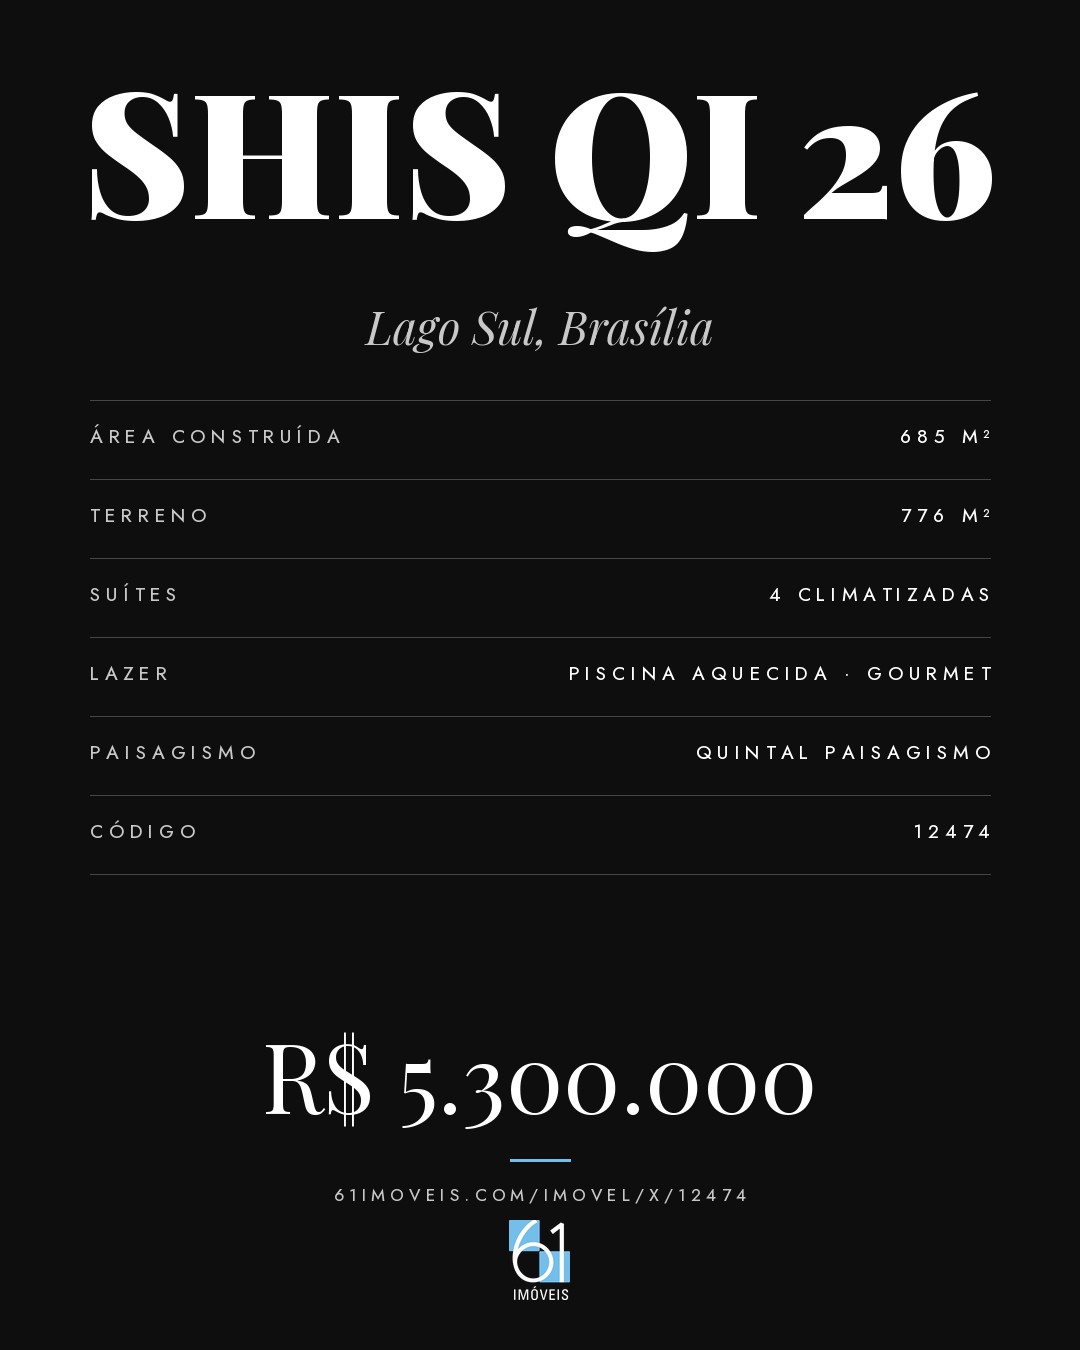 SHIS QI 26
Lago Sul, Brasília
ÁREA CONSTRUÍDA 685 M²
TERRENO 776 M²
SUÍTES 4 CLIMATIZADAS
LAZER PISCINA AQUECIDA · GOURMET
PAISAGISMO QUINTAL PAISAGISMO
CÓDIGO 12474
R$ 5.300.000
61IMOVEIS.COM/IMOVEL/X/12474
61
IMÓVEIS